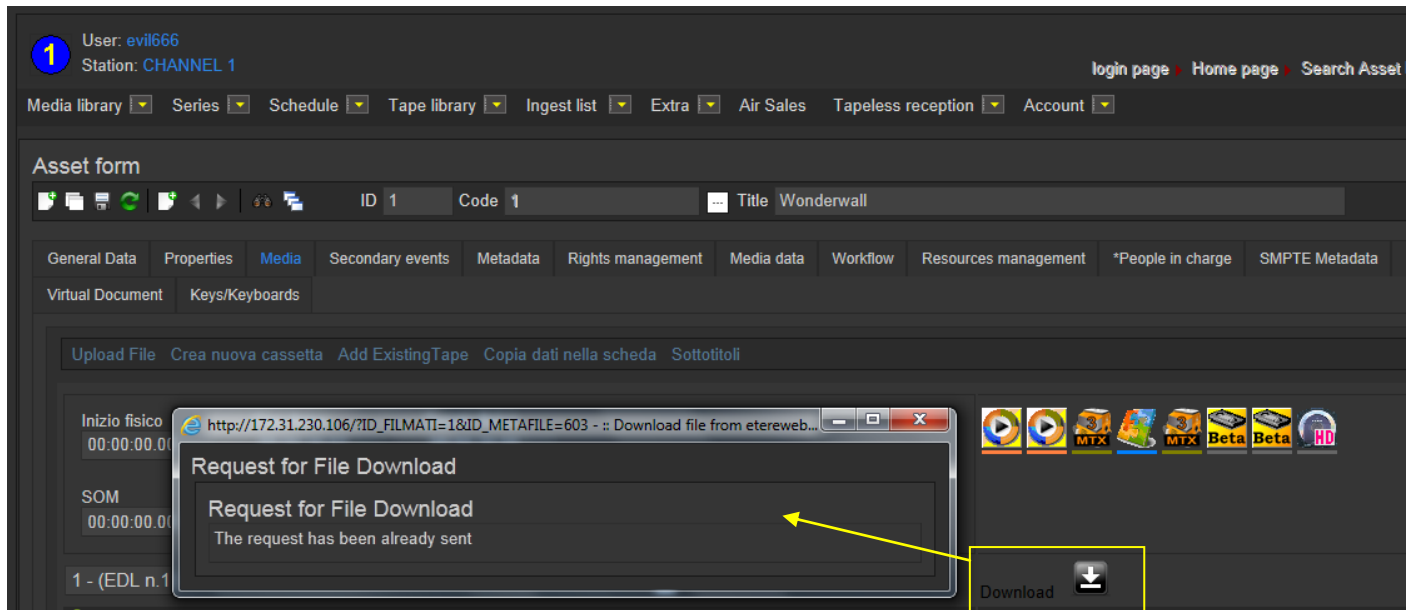 1
User: evil666
Station: CHANNEL 1
login page Home page Search Asset
Media library Series Schedule Tape library Ingest list Extra Air Sales Tapeless reception Account
Asset form
ID 1 Code 1 ... Title Wonderwall
General Data Properties Media Secondary events Metadata Rights management Media data Workflow Resources management *People in charge SMPTE Metadata
Virtual Document Keys/Keyboards
Upload File Crea nuova cassetta Add ExistingTape Copia dati nella scheda Sottotitoli
Inizio fisico
00:00:00.00
http://172.31.230.106/?ID_FILMATI=1&ID_METAFILE=603 - :: Download file from etereweb...
MTX MTX Beta Beta HD
Request for File Download
SOM
00:00:00.00
Request for File Download
The request has been already sent
1 - (EDL n.1
Download